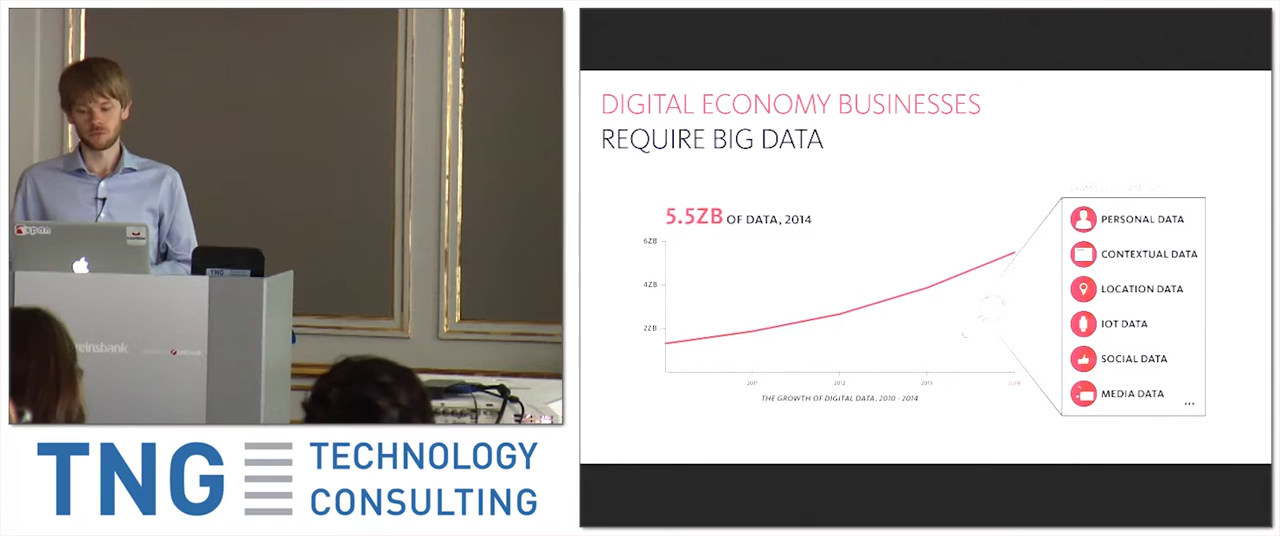 TNG
einsbank
TNG TECHNOLOGY
CONSULTING
DIGITAL ECONOMY BUSINESSES
REQUIRE BIG DATA
5.5ZB OF DATA, 2014
6ZB
4ZB
2ZB
2011
2012
2013
2014
THE GROWTH OF DIGITAL DATA, 2010 - 2014
PERSONAL DATA
CONTEXTUAL DATA
LOCATION DATA
IOT DATA
SOCIAL DATA
MEDIA DATA
...